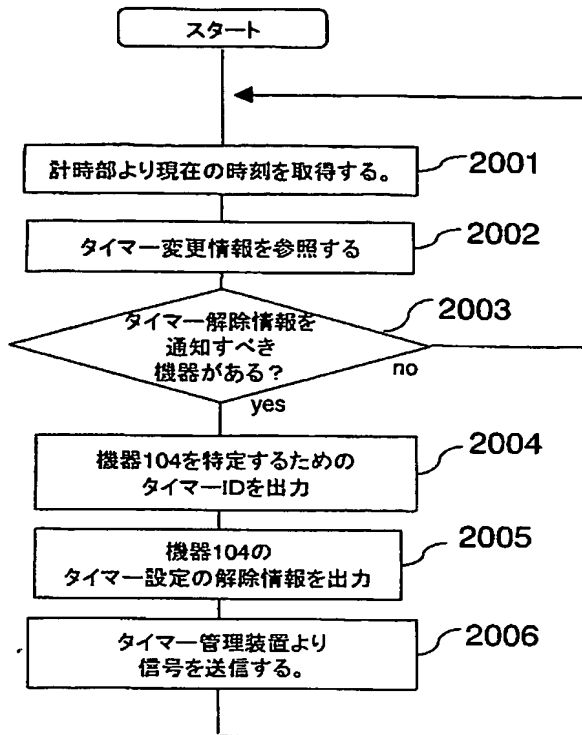 スタート
計時部より現在の時刻を取得する。
2001
タイマー変更情報を参照する
2002
タイマー解除情報を
通知すべき
機器がある?
2003
no
yes
機器104を特定するための
タイマーIDを出力
2004
機器104の
タイマー設定の解除情報を出力
2005
タイマー管理装置より
信号を送信する。
2006